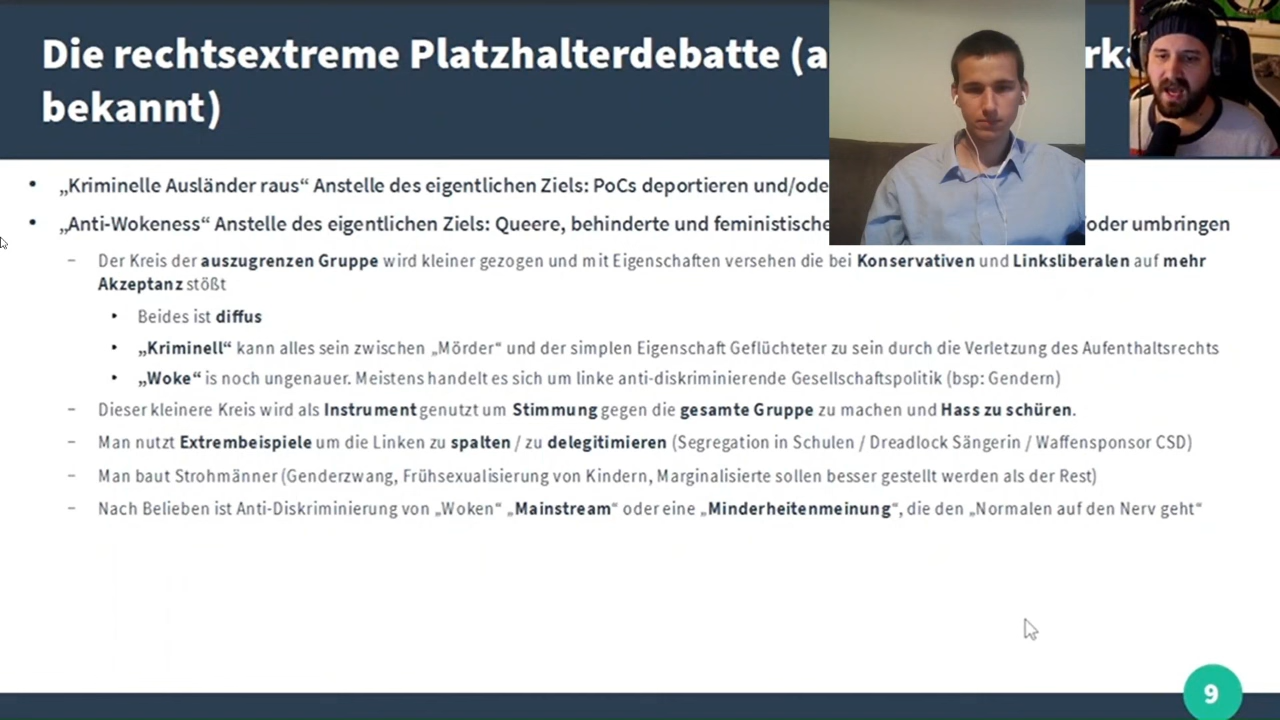 Die rechtsextreme Platzhalterdebatte (a
bekannt)
„Kriminelle Ausländer raus“ Anstelle des eigentlichen Ziels: PoCs deportieren und/ode
„Anti-Wokeness“ Anstelle des eigentlichen Ziels: Queere, behinderte und feministische oder umbringen
Der Kreis der auszugrenzen Gruppe wird kleiner gezogen und mit Eigenschaften versehen die bei Konservativen und Linksliberalen auf mehr
Akzeptanz stößt
Beides ist diffus
„Kriminell“ kann alles sein zwischen „Mörder“ und der simplen Eigenschaft Geflüchteter zu sein durch die Verletzung des Aufenthaltsrechts
„Woke“ is noch ungenauer. Meistens handelt es sich um linke anti-diskriminierende Gesellschaftspolitik (bsp: Gendern)
Dieser kleinere Kreis wird als Instrument genutzt um Stimmung gegen die gesamte Gruppe zu machen und Hass zu schüren.
Man nutzt Extrembeispiele um die Linken zu spalten / zu delegitimieren (Segregation in Schulen / Dreadlock Sängerin / Waffensponsor CSD)
Man baut Strohmänner (Genderzwang, Frühsexualisierung von Kindern, Marginalisierte sollen besser gestellt werden als der Rest)
Nach Belieben ist Anti-Diskriminierung von „Woken“ „Mainstream“ oder eine „Minderheitenmeinung“, die den „Normalen auf den Nerv geht“
9